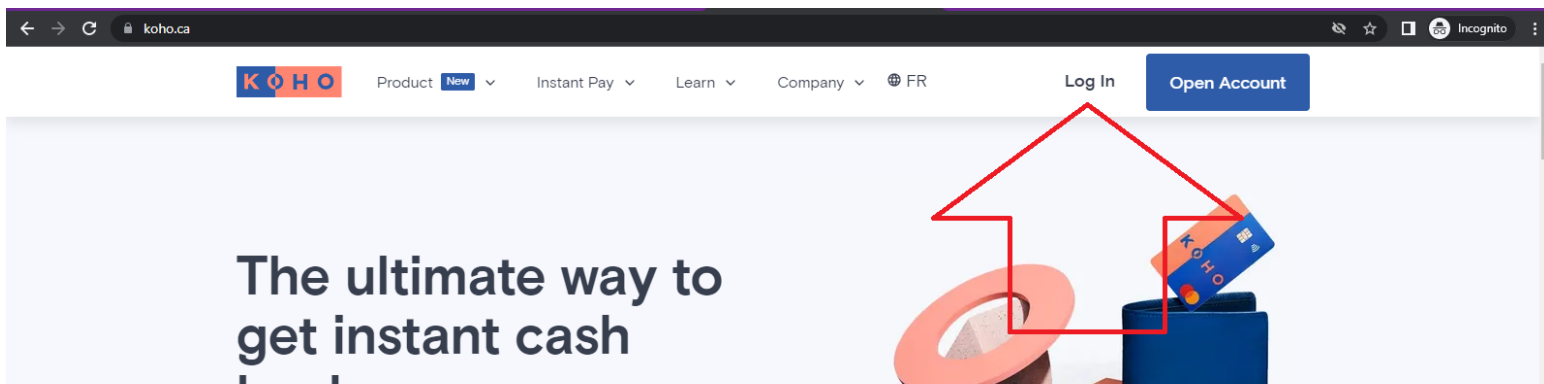 koho.ca
Incognito
KOHO
Product New
Instant Pay
Learn
Company
FR
Log In
Open Account
The ultimate way to
get instant cash
KOHO